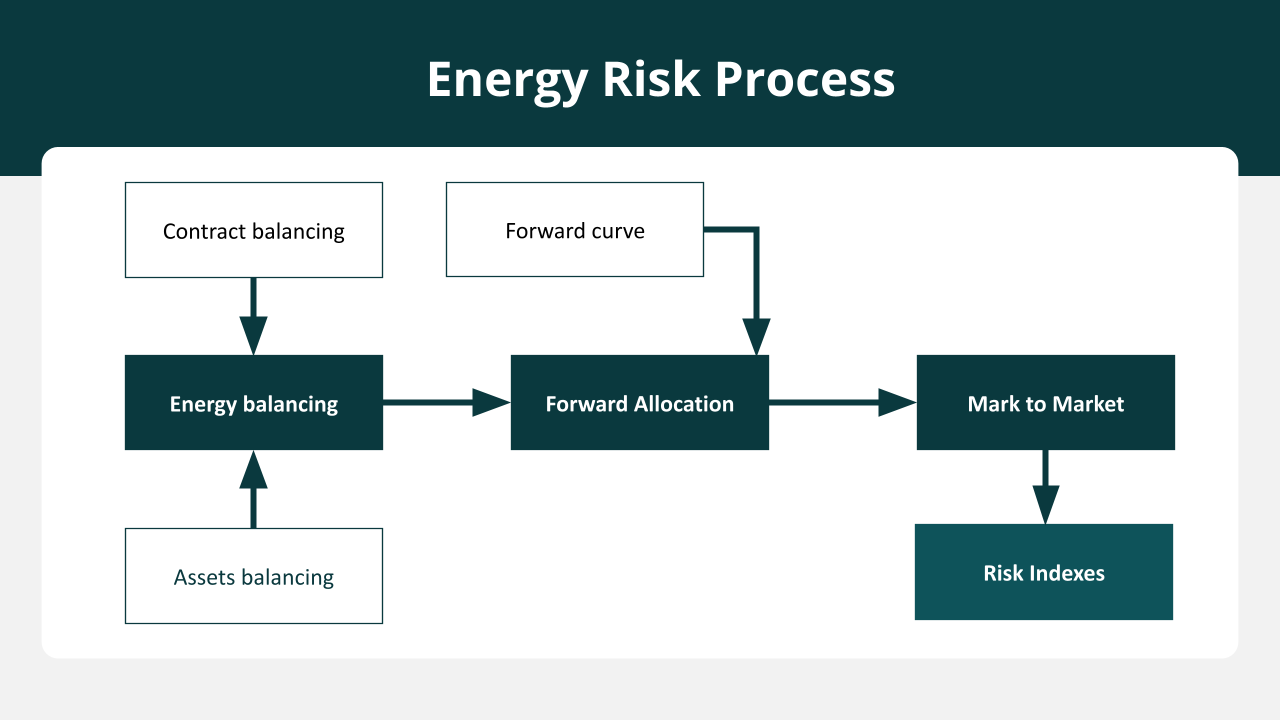 Energy Risk Process
Contract balancing
Forward curve
Energy balancing
Forward Allocation
Mark to Market
Assets balancing
Risk Indexes